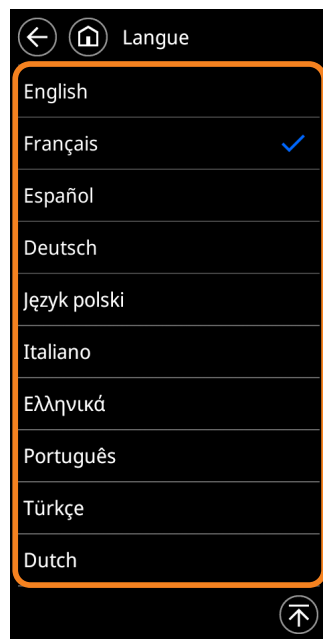 Langue
English
Français
Español
Deutsch
Język polski
Italiano
Ελληνικά
Português
Türkçe
Dutch